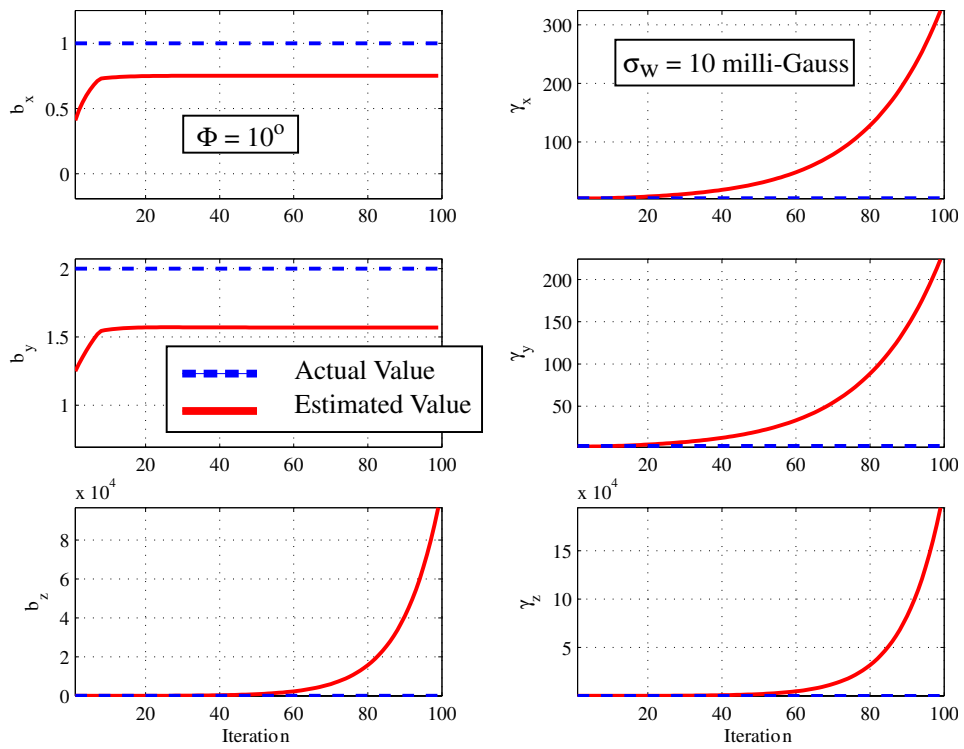 1
0.5
0
b_x
Φ = 10°
20 40 60 80 100
300
200
100
γ_x
σ_w = 10 milli-Gauss
20 40 60 80 100
2
1.5
1
b_y
Actual Value
Estimated Value
20 40 60 80 100
200
150
100
50
γ_y
20 40 60 80 100
x 10^4
8
6
4
2
0
b_z
20 40 60 80 100
Iteration
x 10^4
15
10
5
γ_z
20 40 60 80 100
Iteration